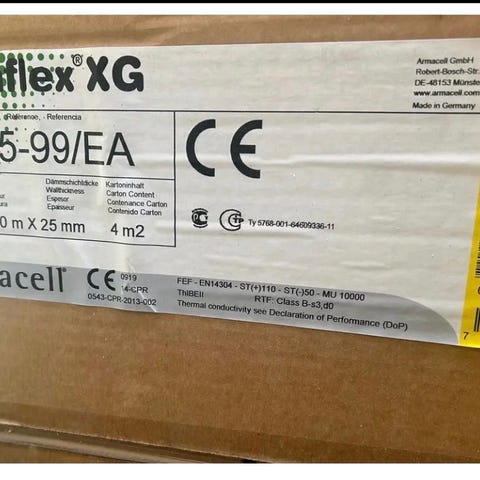 flex® XG
Armacell GmbH
Robert-Bosch-Str.
DE-48153 Münste
www.armacell.com
Made in Germany
, Référence, - Referencia
5-99/EA
CE
Dämmschichtdicke
Wallthickness
Espesor
Epaisseur
Kartoninhalt
Carton Content
Contenance Carton
Contenido Carton
0 m X 25 mm
4 m2
Ty 5768-001-64609336-11
acell®
CE
0919
14-CPR
0543-CPR-2013-002
FEF - EN14304 - ST(+)110 - ST(-)50 - MU 10000
ThIBEII RTF: Class B-s3,d0
Thermal conductivity see Declaration of Performance (DoP)
7